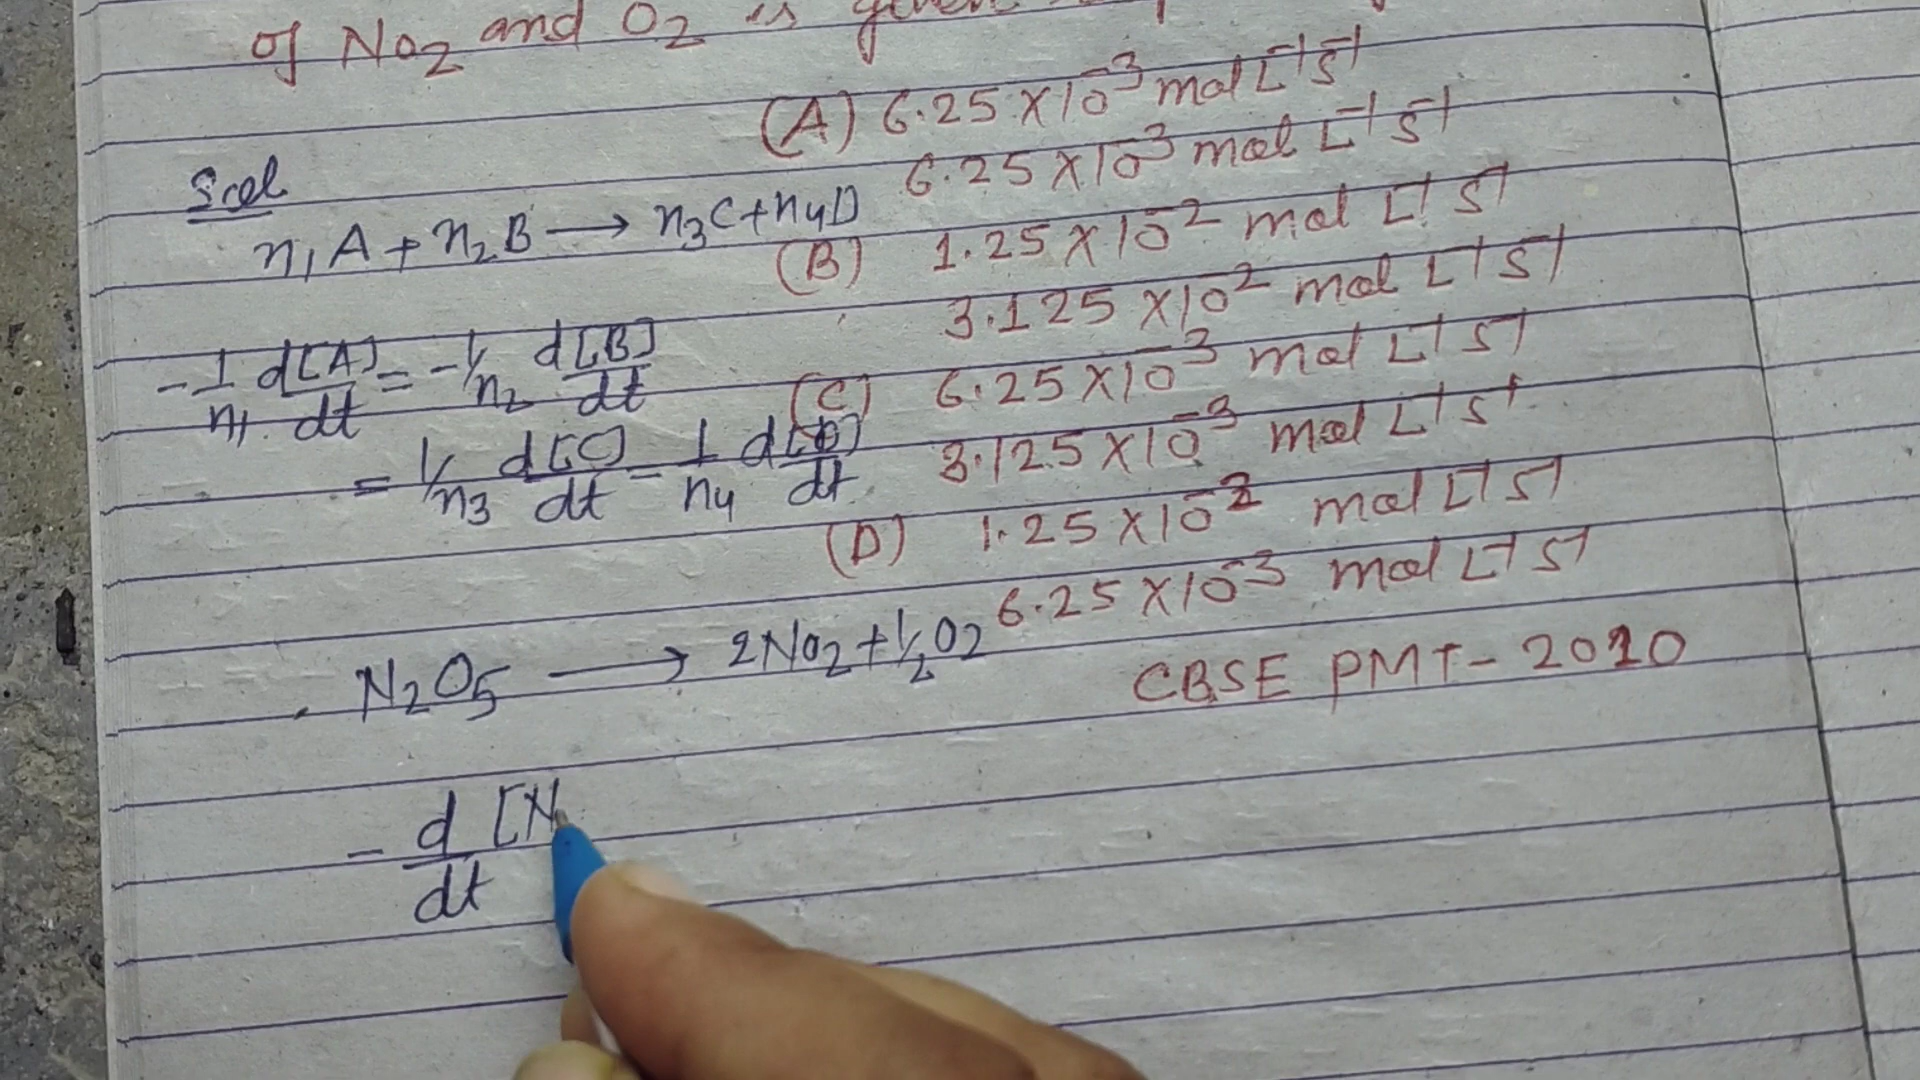 of NO2 and O2 is given
(A) 6.25 × 10⁻³ mol L⁻¹ S⁻¹
6.25 × 10⁻³ mol L⁻¹ S⁻¹
Sol
n₁A + n₂B → n₃C + n₄D
(B) 1.25 × 10⁻² mol L⁻¹ S⁻¹
3.125 × 10⁻² mol L⁻¹ S⁻¹
-1/n₁ d[A]/dt = -1/n₂ d[B]/dt
(C) 6.25 × 10⁻³ mol L⁻¹ S⁻¹
= 1/n₃ d[C]/dt = 1/n₄ d[D]/dt
3.125 × 10⁻³ mol L⁻¹ S⁻¹
(D) 1.25 × 10⁻² mol L⁻¹ S⁻¹
6.25 × 10⁻³ mol L⁻¹ S⁻¹
N₂O₅ → 2NO₂ + 1/2 O₂
CBSE PMT - 2010
- d/dt [N